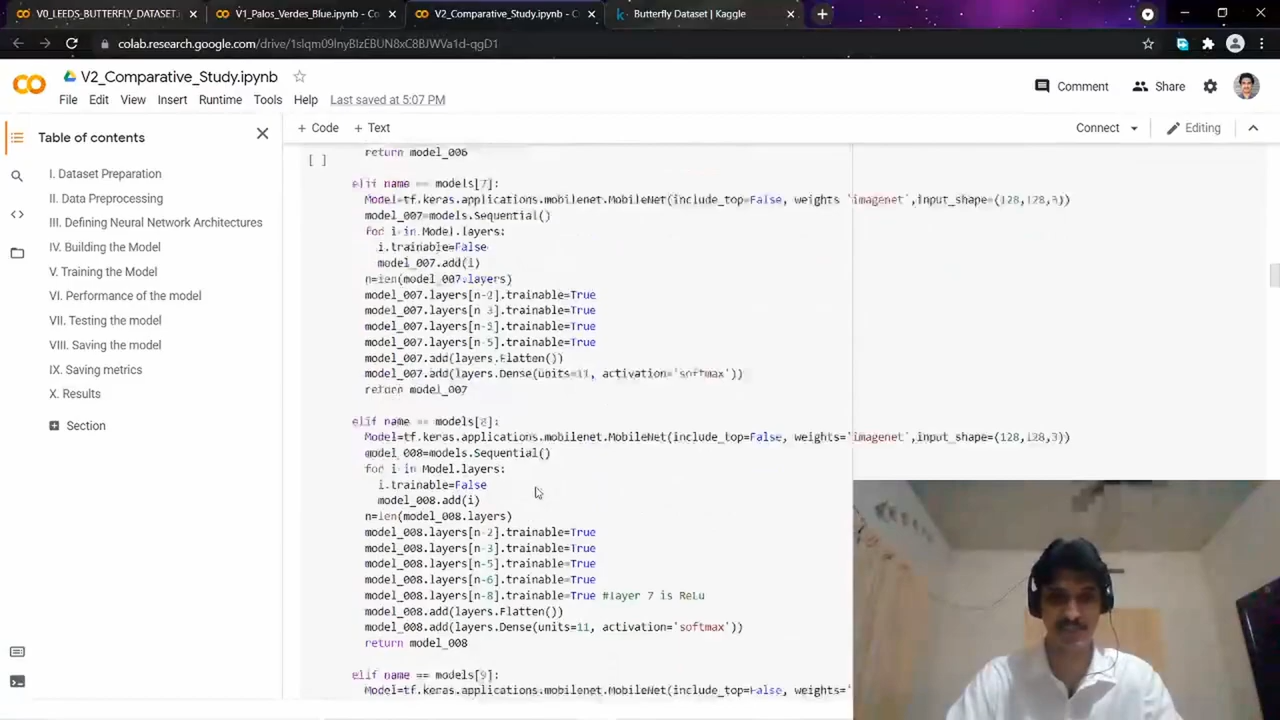 V0_LEEDS_BUTTERFLY_DATASET.
V1_Palos_Verdes_Blue.ipynb - Co
V2_Comparative_Study.ipynb - Co
Butterfly Dataset | Kaggle
colab.research.google.com/drive/
V2_Comparative_Study.ipynb
Comment
Share
File Edit View Insert Runtime Tools Help Last saved at 5:07 PM
Table of contents
+ Code + Text
Connect
Editing
I. Dataset Preparation
II. Data Preprocessing
III. Defining Neural Network Architectures
IV. Building the Model
V. Training the Model
VI. Performance of the model
VII. Testing the model
VIII. Saving the model
IX. Saving metrics
X. Results
Section
[ ]
return model_006
elif name == models[7]:
Model=tf.keras.applications.mobilenet.MobileNet(include_top=False, weights='imagenet',input_shape=(128,128,3))
model_007=models.Sequential()
for i in Model.layers:
i.trainable=False
model_007.add(i)
n=len(model_007.layers)
model_007.layers[n-2].trainable=True
model_007.layers[n-3].trainable=True
model_007.layers[n-5].trainable=True
model_007.layers[n-5].trainable=True
model_007.add(layers.Flatten())
model_007.add(layers.Dense(units=11, activation='softmax'))
return model_007
elif name == models[8]:
Model=tf.keras.applications.mobilenet.MobileNet(include_top=False, weights='imagenet',input_shape=(128,128,3))
model_008=models.Sequential()
for i in Model.layers:
i.trainable=False
model_008.add(i)
n=len(model_008.layers)
model_008.layers[n-2].trainable=True
model_008.layers[n-3].trainable=True
model_008.layers[n-5].trainable=True
model_008.layers[n-6].trainable=True
model_008.layers[n-8].trainable=True #layer 7 is ReLu
model_008.add(layers.Flatten())
model_008.add(layers.Dense(units=11, activation='softmax'))
return model_008
elif name == models[9]:
Model=tf.keras.applications.mobilenet.MobileNet(include_top=False, weights='